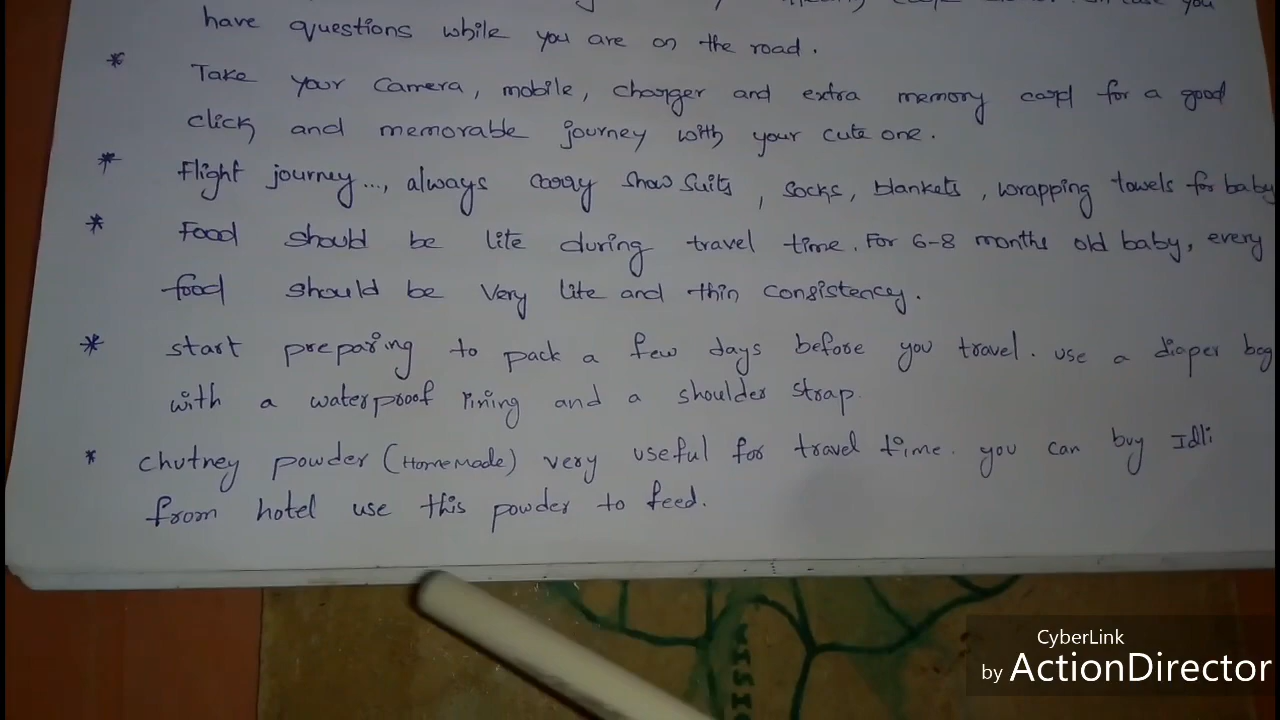 in case you
have questions while you are on the road.
* Take your camera, mobile, charger and extra memory card for a good
click and memorable journey with your cute one.
* Flight journey..., always carry snow suits, socks, blankets, wrapping towels for baby
* Food should be lite during travel time. For 6-8 months old baby, every
food should be very lite and thin consistency.
* start preparing to pack a few days before you travel. use a diaper bag
with a waterproof lining and a shoulder strap.
* chutney powder (Homemade) very useful for travel time. you can buy Idli
from hotel use this powder to feed.
CyberLink
by ActionDirector